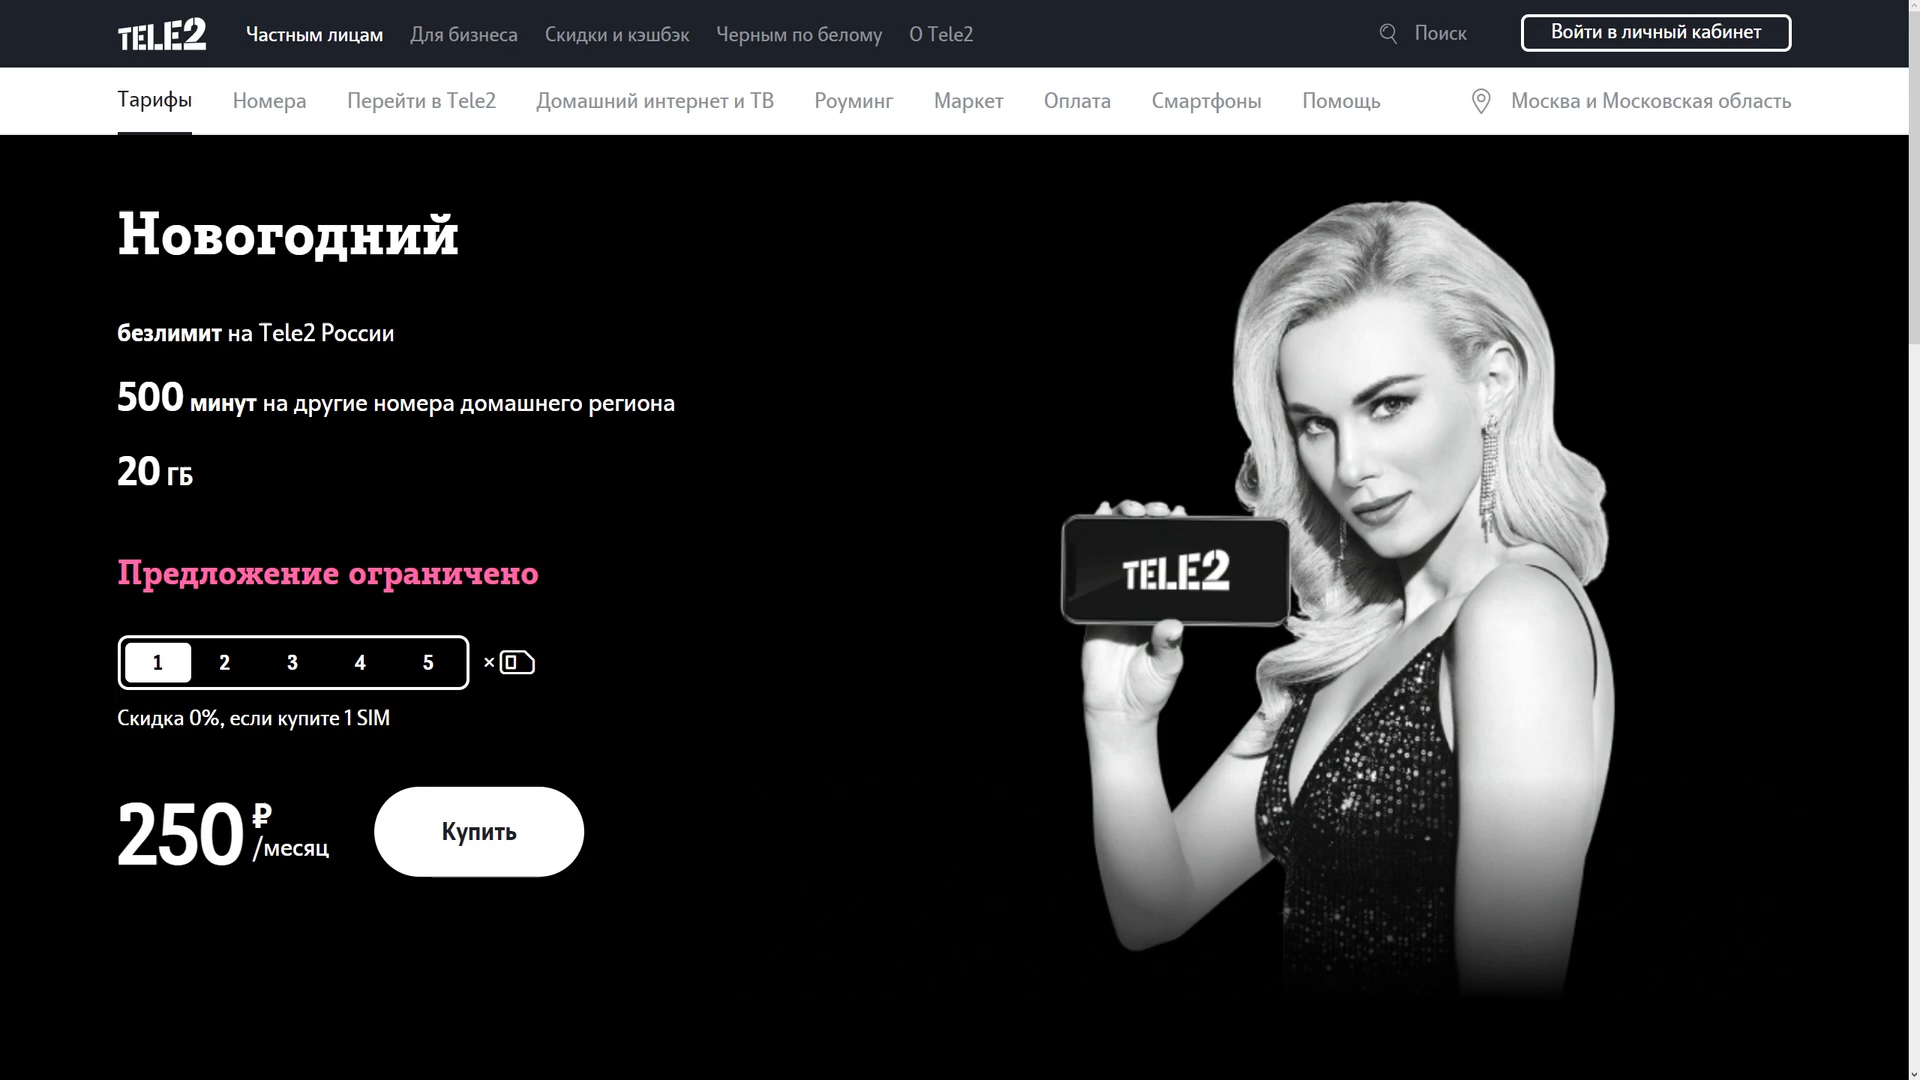 TELE2 Частным лицам Для бизнеса Скидки и кэшбэк Черным по белому О Tele2 Поиск Войти в личный кабинет
Тарифы Номера Перейти в Tele2 Домашний интернет и ТВ Роуминг Маркет Оплата Смартфоны Помощь Москва и Московская область
Новогодний
безлимит на Tele2 России
500 минут на другие номера домашнего региона
20 ГБ
Предложение ограничено
1 2 3 4 5 ×
Скидка 0%, если купите 1 SIM
250 ₽/месяц
Купить
TELE2